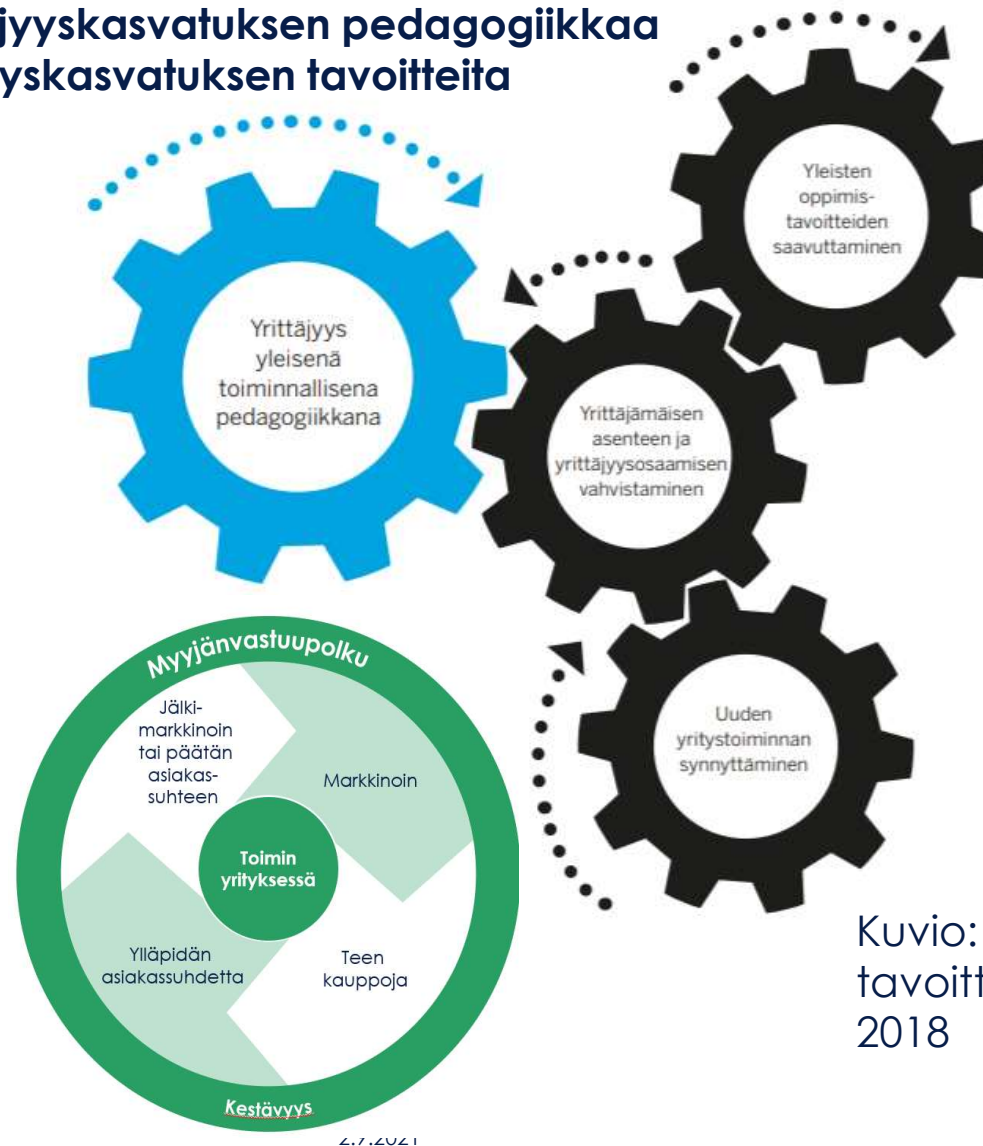 jyyskasvatuksen pedagogiikkaa
yskasvatuksen tavoitteita
Yleisten
oppimis-
tavoitteiden
saavuttaminen
Yrittäjyys
yleisenä
toiminnallisena
pedagogiikkana
Yrittäjämäisen
asenteen ja
yrittäjyysosaamisen
vahvistaminen
Uuden
yritystoiminnan
synnyttäminen
Myyjänvastuupolku
Jälki-
markkinoin
tai päätän
asiakas-
suhteen
Markkinoin
Toimin
yrityksessä
Ylläpidän
asiakassuhdetta
Teen
kauppoja
Kestävyys
Kuvio:
tavoitt
2018